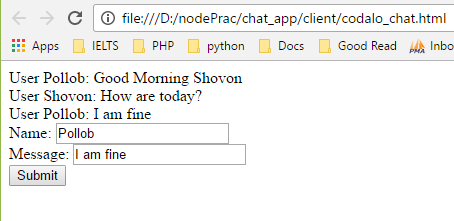 file:///D:/nodePrac/chat_app/client/codalo_chat.html
Apps IELTS PHP python Docs Good Read PMA Inbo
User Pollob: Good Morning Shovon
User Shovon: How are today?
User Pollob: I am fine
Name: Pollob
Message: I am fine
Submit